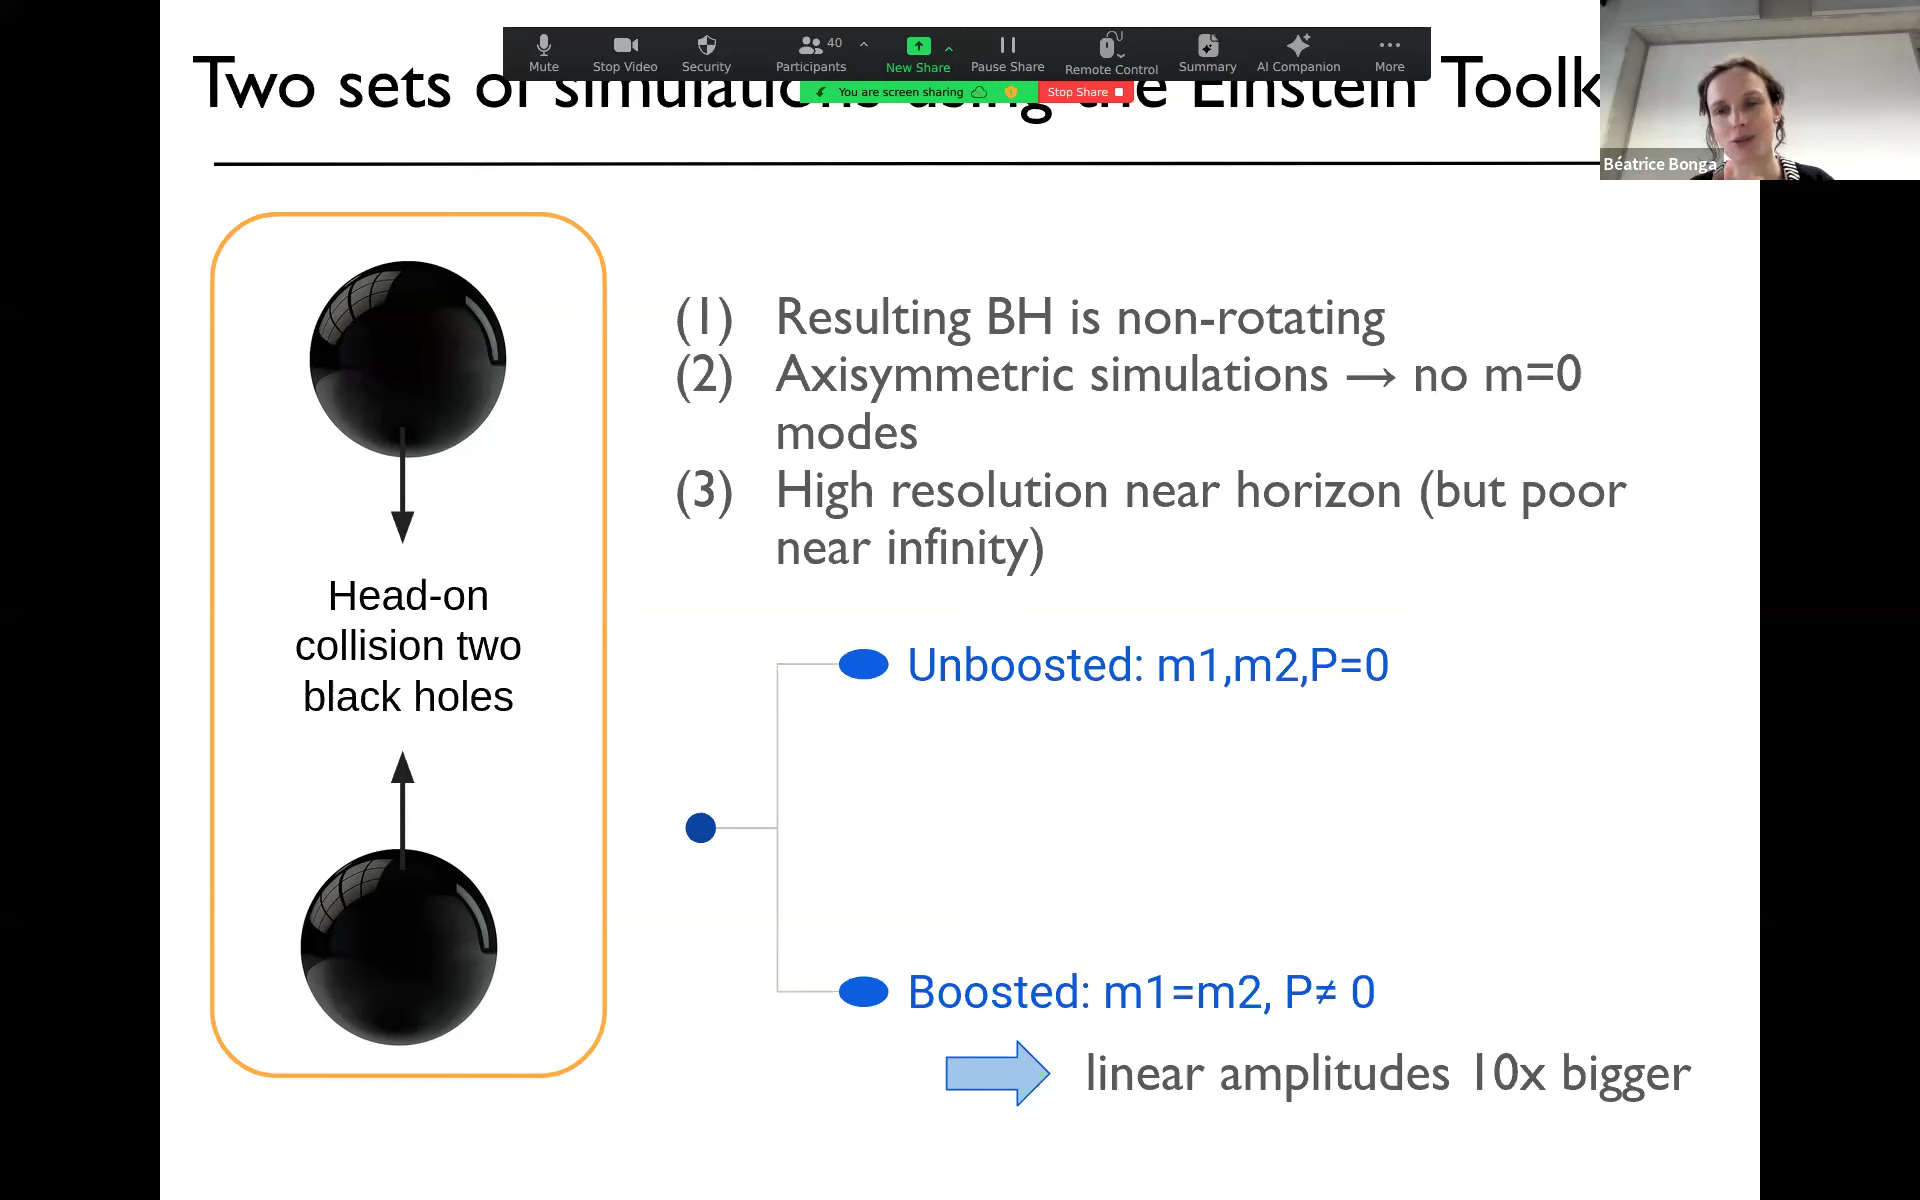 Mute
Stop Video
Security
Participants
40
New Share
Pause Share
Remote Control
Summary
AI Companion
More
You are screen sharing
Stop Share
Two sets of simulations using the Einstein
Béatrice Bonga
(1) Resulting BH is non-rotating
(2) Axisymmetric simulations → no m=0
modes
(3) High resolution near horizon (but poor
near infinity)
Head-on
collision two
black holes
Unboosted: m1,m2,P=0
Boosted: m1=m2, P≠ 0
linear amplitudes 10x bigger